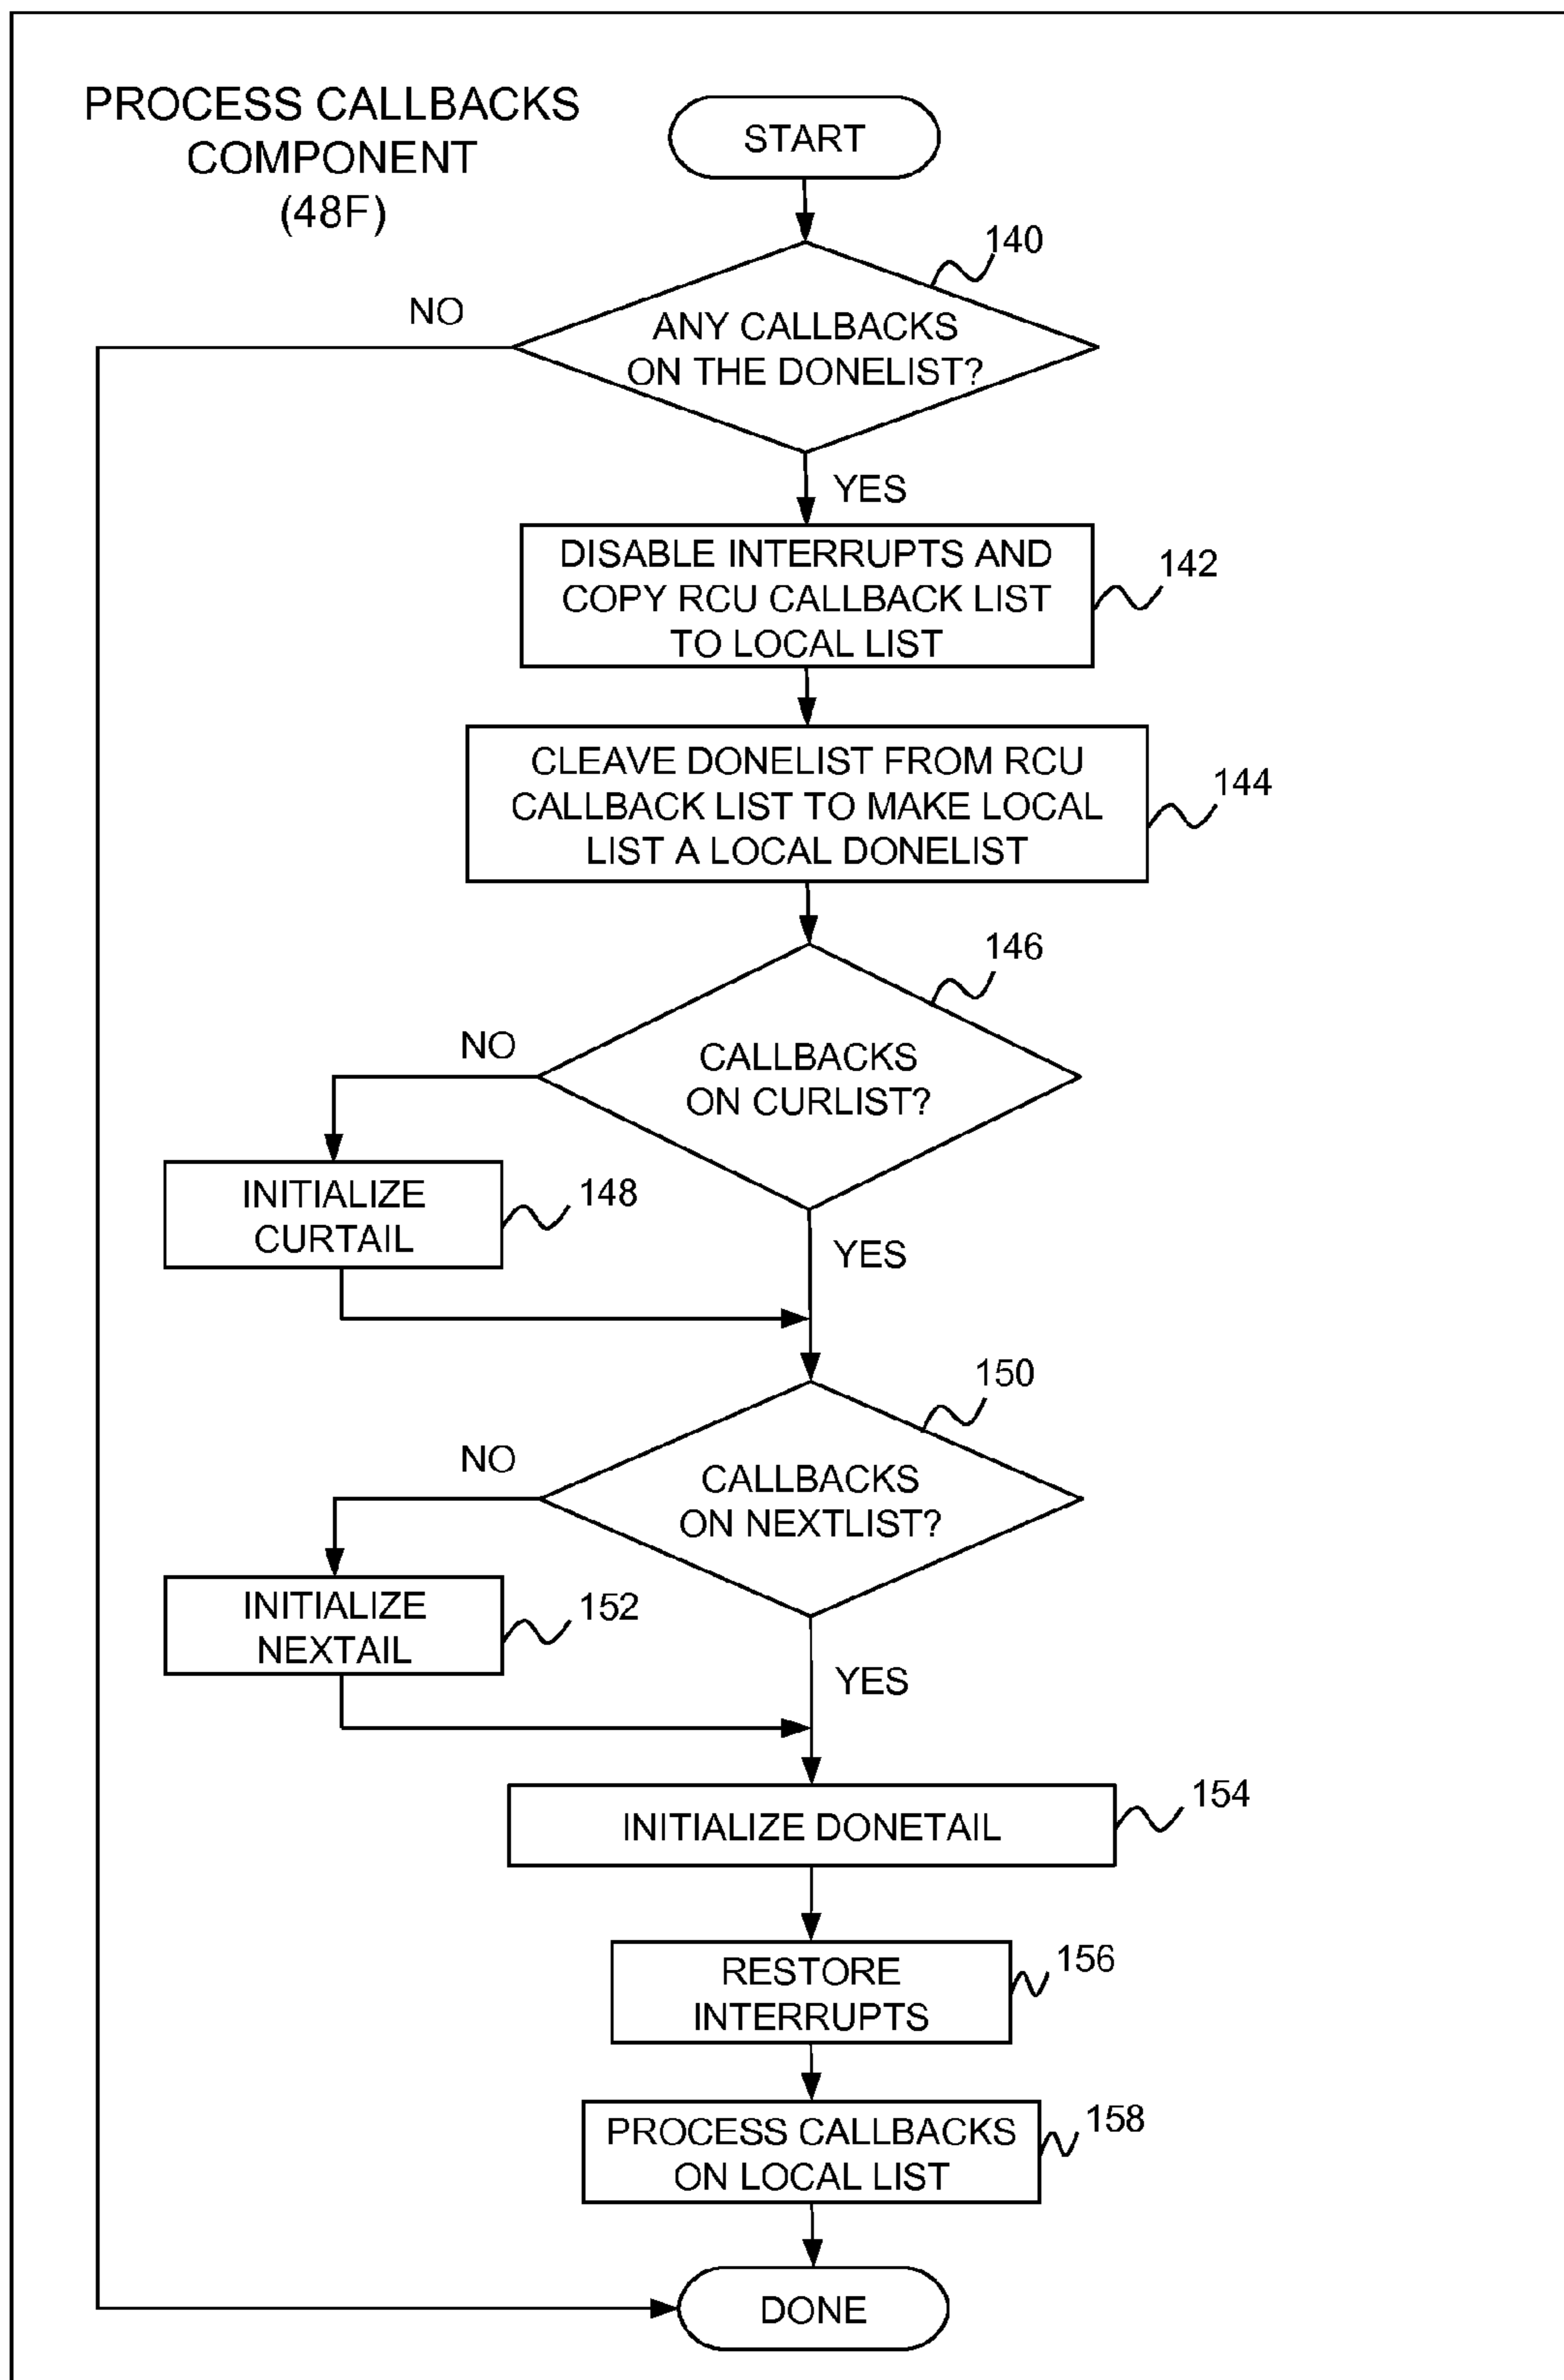 PROCESS CALLBACKS
COMPONENT
(48F)
START
140
NO
ANY CALLBACKS
ON THE DONELIST?
YES
DISABLE INTERRUPTS AND
COPY RCU CALLBACK LIST
TO LOCAL LIST
142
CLEAVE DONELIST FROM RCU
CALLBACK LIST TO MAKE LOCAL
LIST A LOCAL DONELIST
144
146
NO
CALLBACKS
ON CURLIST?
INITIALIZE
CURTAIL
148
YES
150
NO
CALLBACKS
ON NEXTLIST?
INITIALIZE
NEXTAIL
152
YES
INITIALIZE DONETAIL
154
RESTORE
INTERRUPTS
156
PROCESS CALLBACKS
ON LOCAL LIST
158
DONE